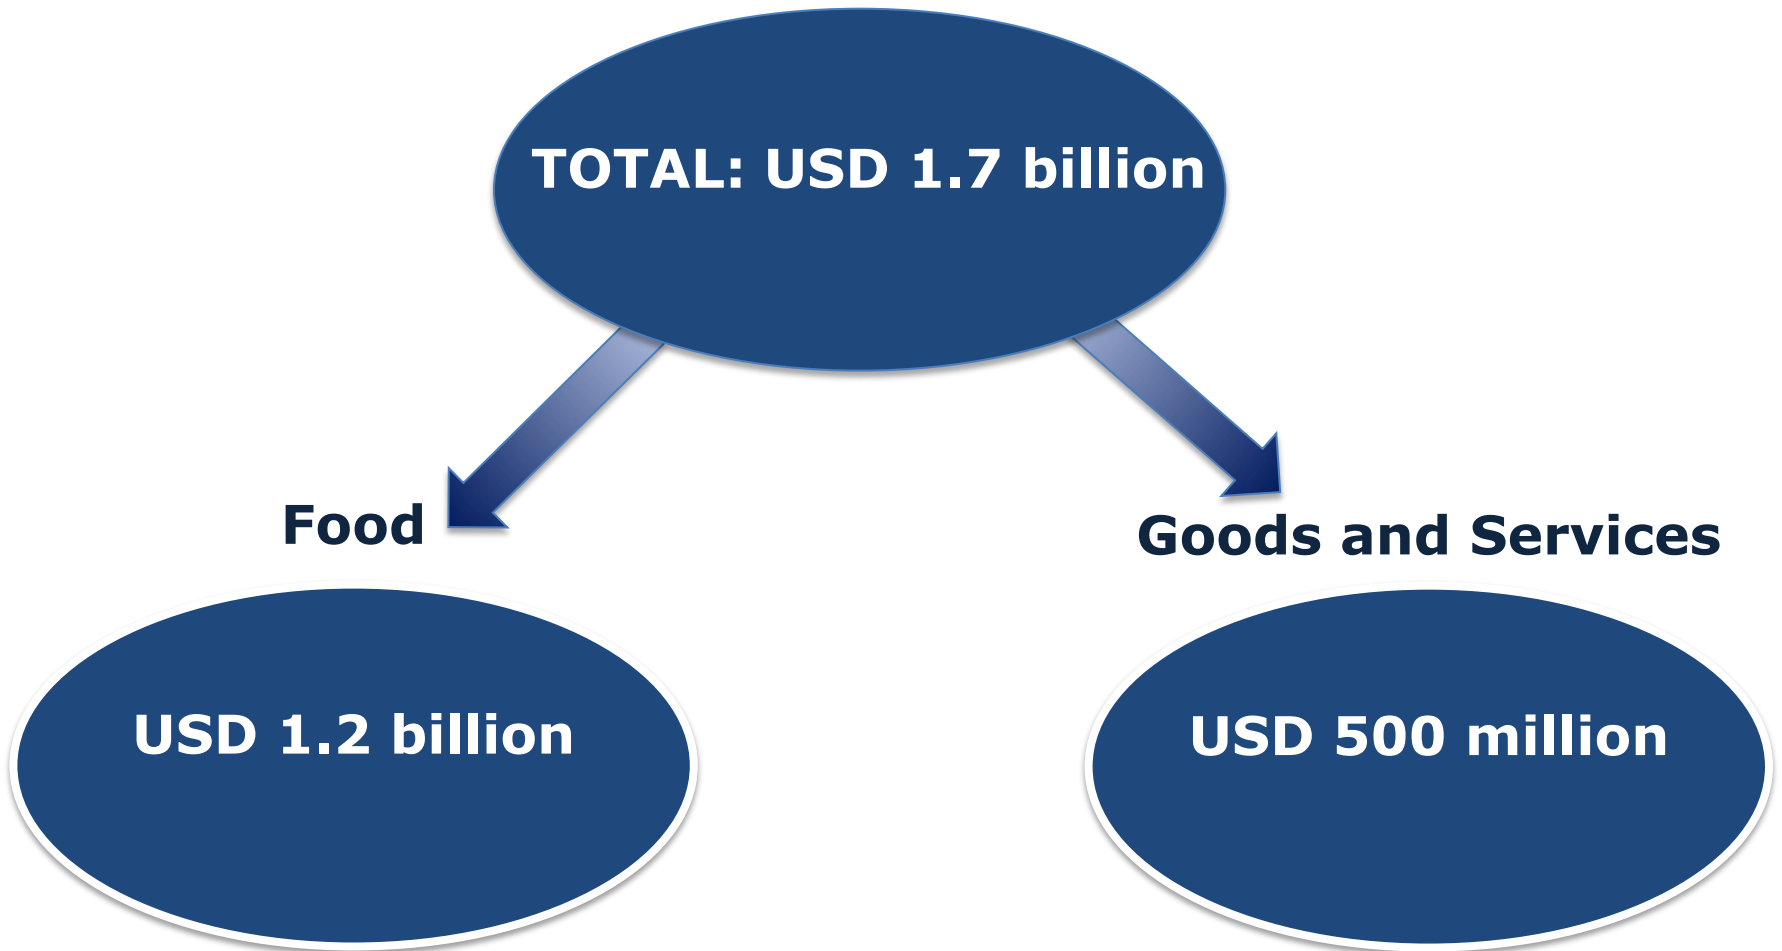 TOTAL: USD 1.7 billion
Food
Goods and Services
USD 1.2 billion
USD 500 million